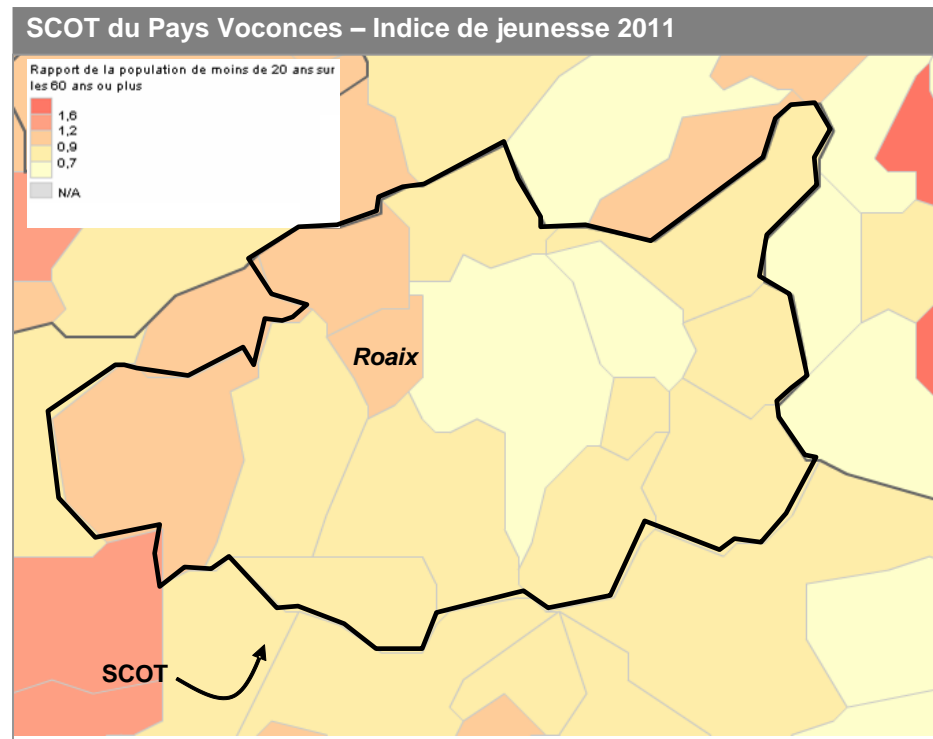 SCOT du Pays Voconces – Indice de jeunesse 2011
Rapport de la population de moins de 20 ans sur
les 60 ans ou plus
1,6
1,2
0,9
0,7
N/A
Roaix
SCOT